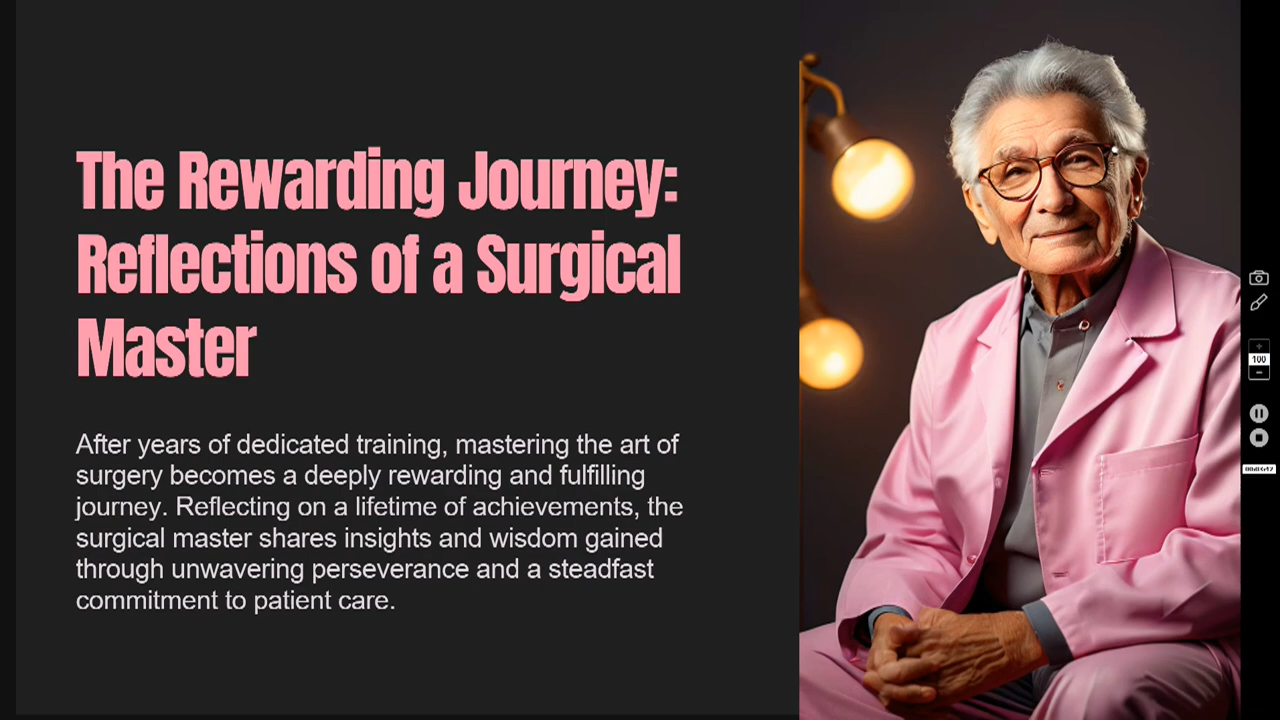 The Rewarding Journey:
Reflections of a Surgical
Master
After years of dedicated training, mastering the art of
surgery becomes a deeply rewarding and fulfilling
journey. Reflecting on a lifetime of achievements, the
surgical master shares insights and wisdom gained
through unwavering perseverance and a steadfast
commitment to patient care.
100